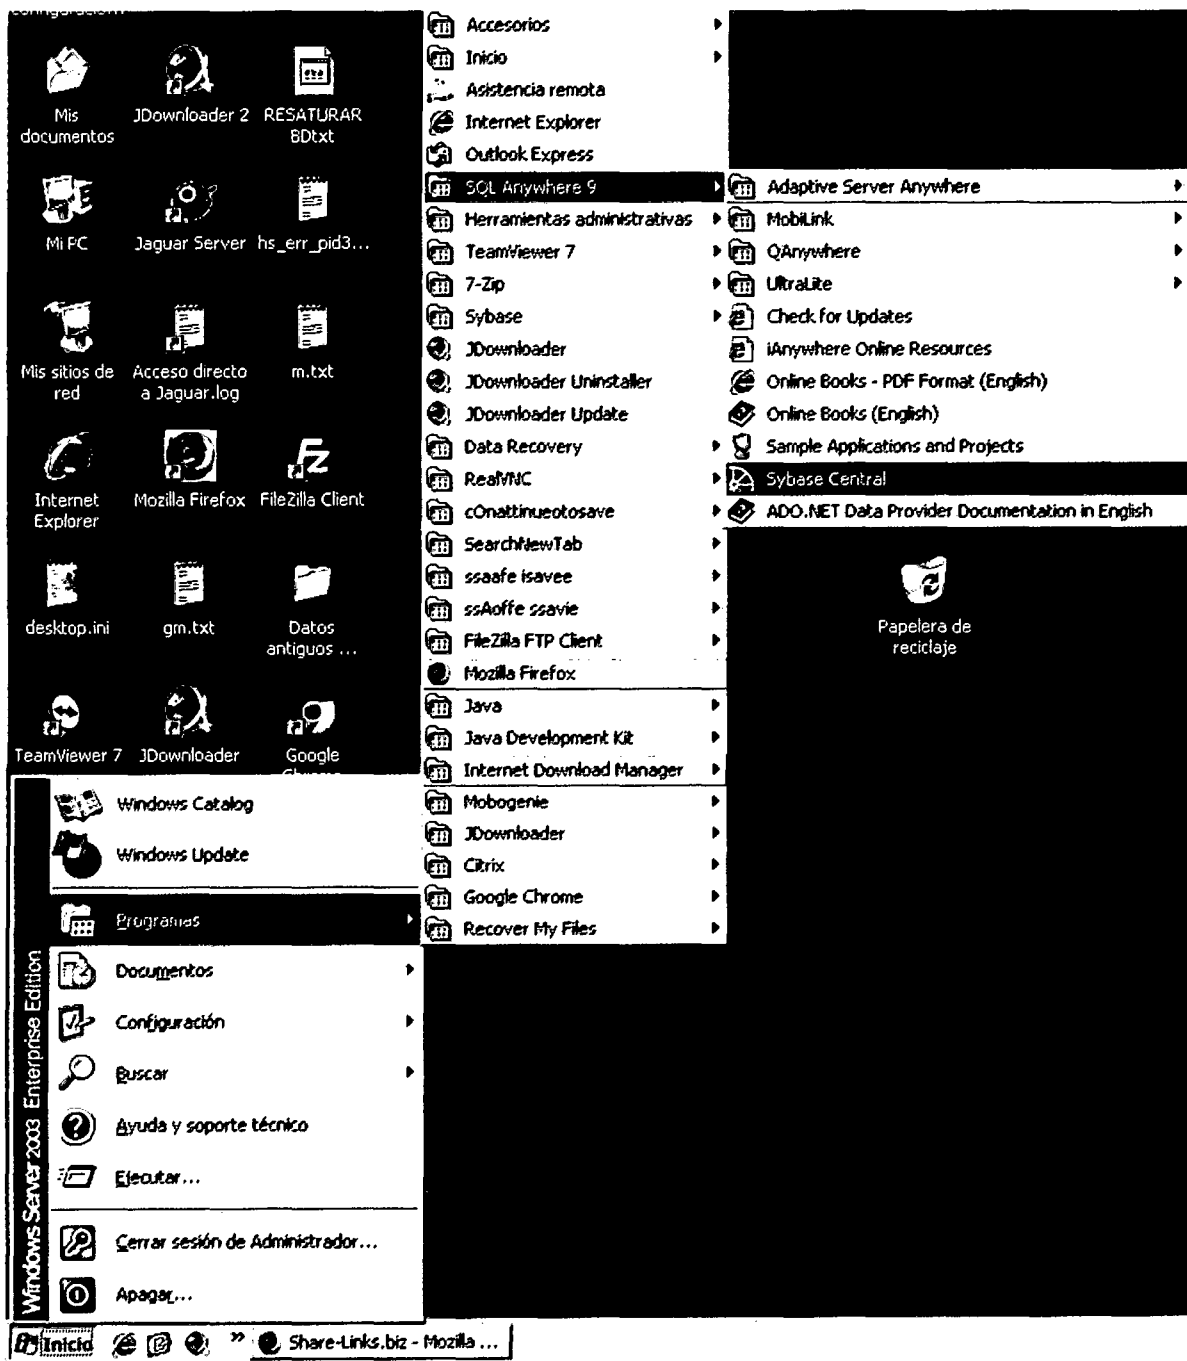 configuración
Mis
documentos
JDownloader 2
RESATURAR
BDtxt
Mi PC
Jaguar Server
hs_err_pid3...
Mis sitios de
red
Acceso directo
a Jaguar.log
m.txt
Internet
Explorer
Mozilla Firefox
FileZilla Client
desktop.ini
gm.txt
Datos
antiguos ...
TeamViewer 7
JDownloader
Google
Chrome
Accesorios
Inicio
Asistencia remota
Internet Explorer
Outlook Express
SQL Anywhere 9
Herramientas administrativas
TeamViewer 7
7-Zip
Sybase
JDownloader
JDownloader Uninstaller
JDownloader Update
Data Recovery
RealVNC
cOnattinueotosave
SearchNewTab
ssaafe isavee
ssAoffe ssavie
FileZilla FTP Client
Mozilla Firefox
Java
Java Development Kit
Internet Download Manager
Mobogenie
JDownloader
Citrix
Google Chrome
Recover My Files
Adaptive Server Anywhere
MobiLink
QAnywhere
UltraLite
Check for Updates
iAnywhere Online Resources
Online Books - PDF Format (English)
Online Books (English)
Sample Applications and Projects
Sybase Central
ADO.NET Data Provider Documentation in English
Papelera de
reciclaje
Windows Catalog
Windows Update
Programas
Documentos
Configuración
Buscar
Ayuda y soporte técnico
Ejecutar...
Cerrar sesión de Administrador...
Apagar...
Windows Server 2003 Enterprise Edition
Inicio
»
Share-Links.biz - Mozilla ...